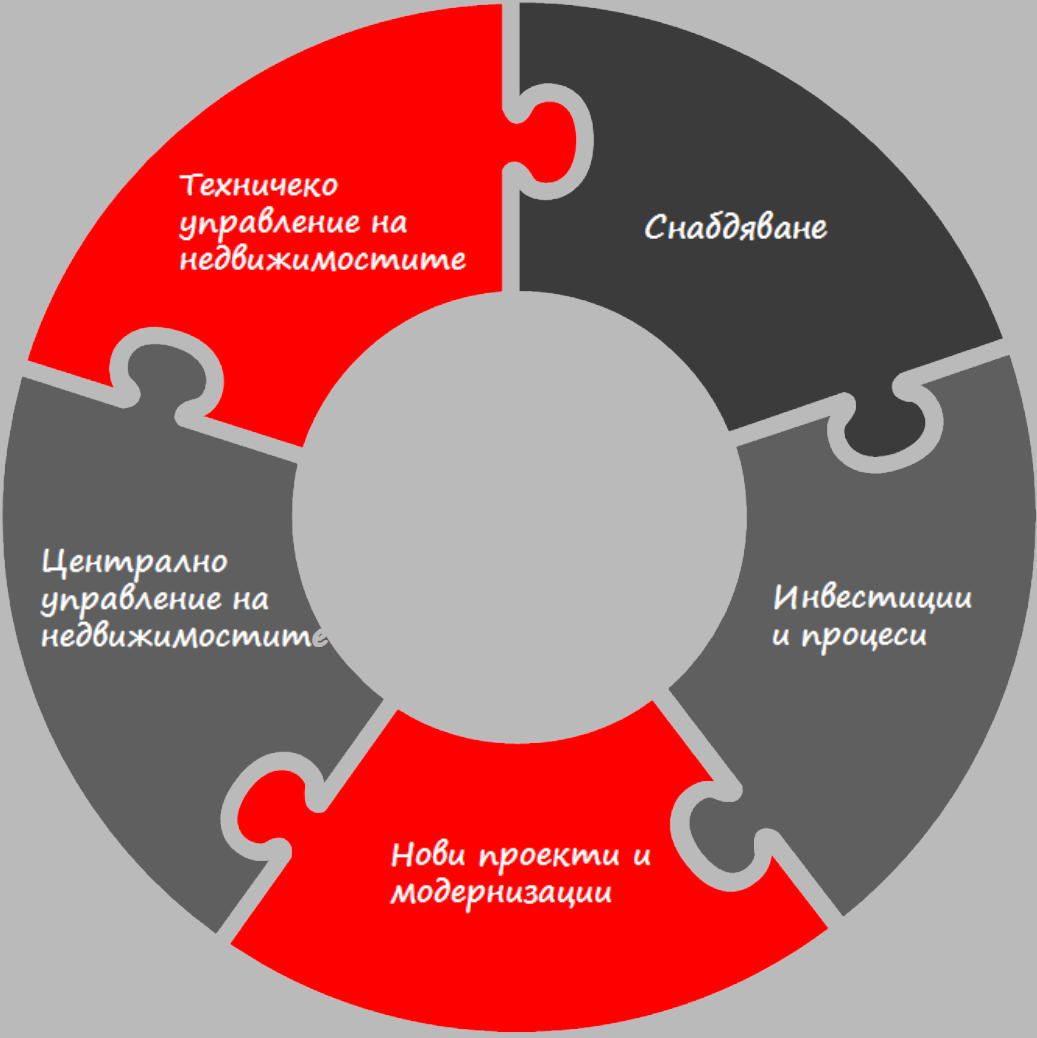 Техничеко
управление на
недвижимостите
Снабдяване
Централно
управление на
недвижимостите
Инвестиции
и процеси
Нови проекти и
модернизации